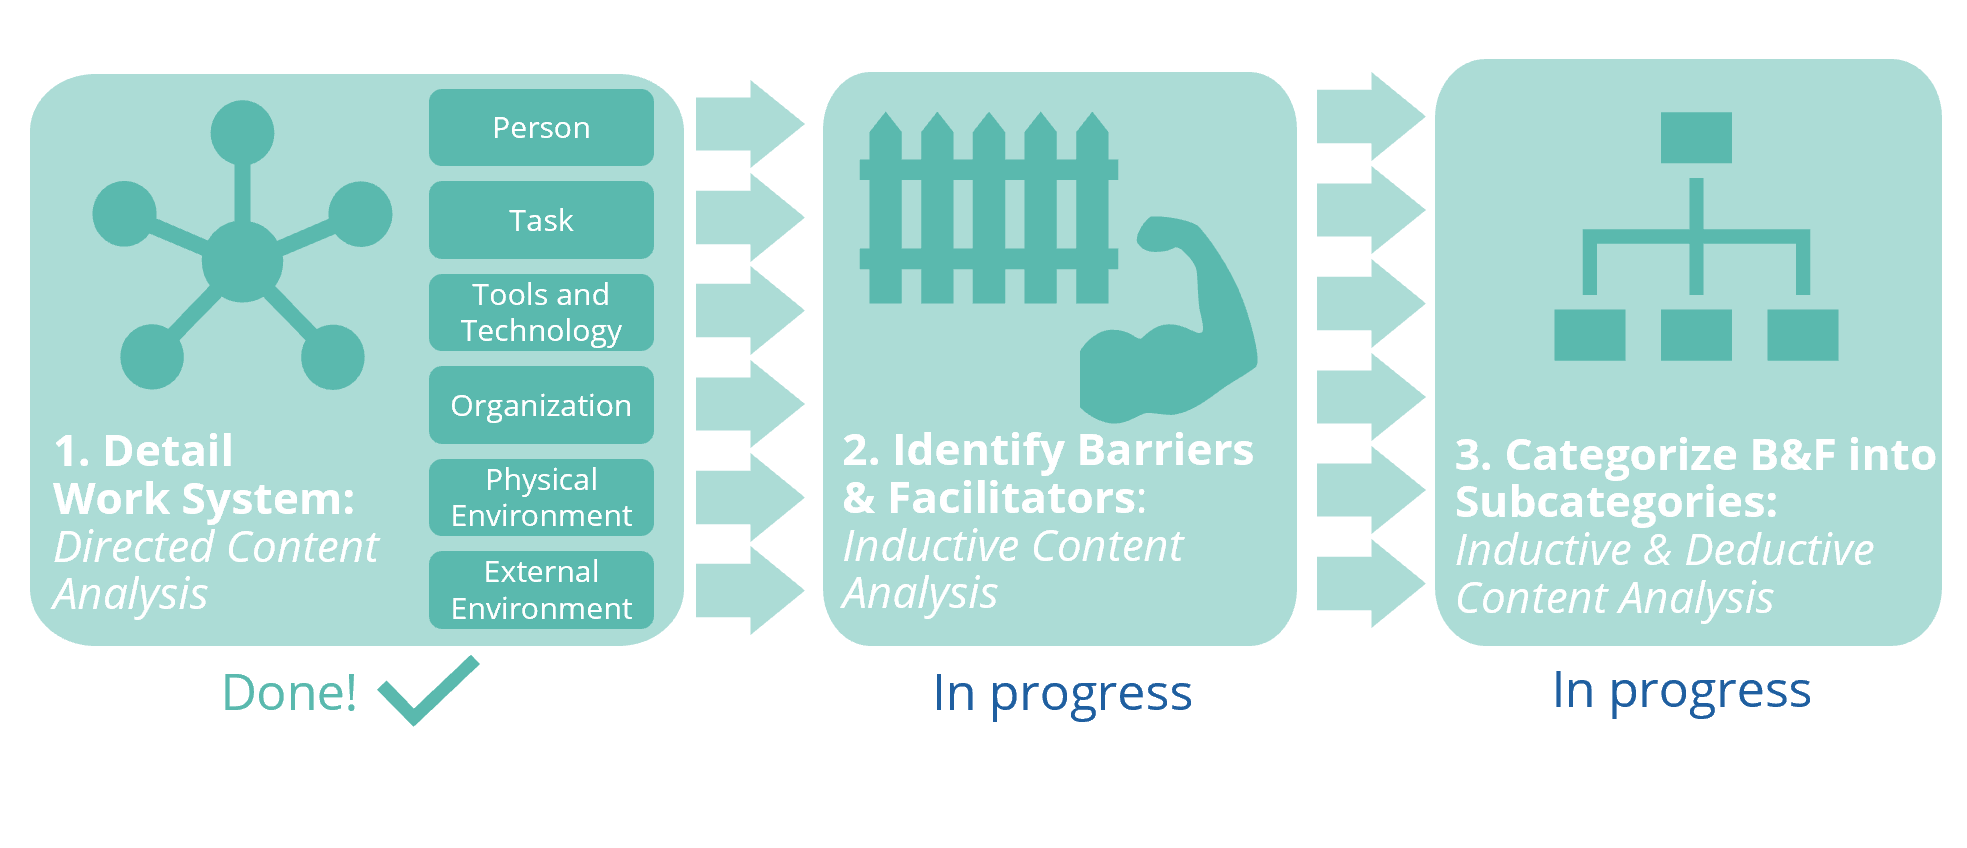 Person
Task
Tools and
Technology
Organization
Physical
Environment
External
Environment
1. Detail
Work System:
Directed Content
Analysis
Done!
2. Identify Barriers
& Facilitators:
Inductive Content
Analysis
In progress
3. Categorize B&F into
Subcategories:
Inductive & Deductive
Content Analysis
In progress